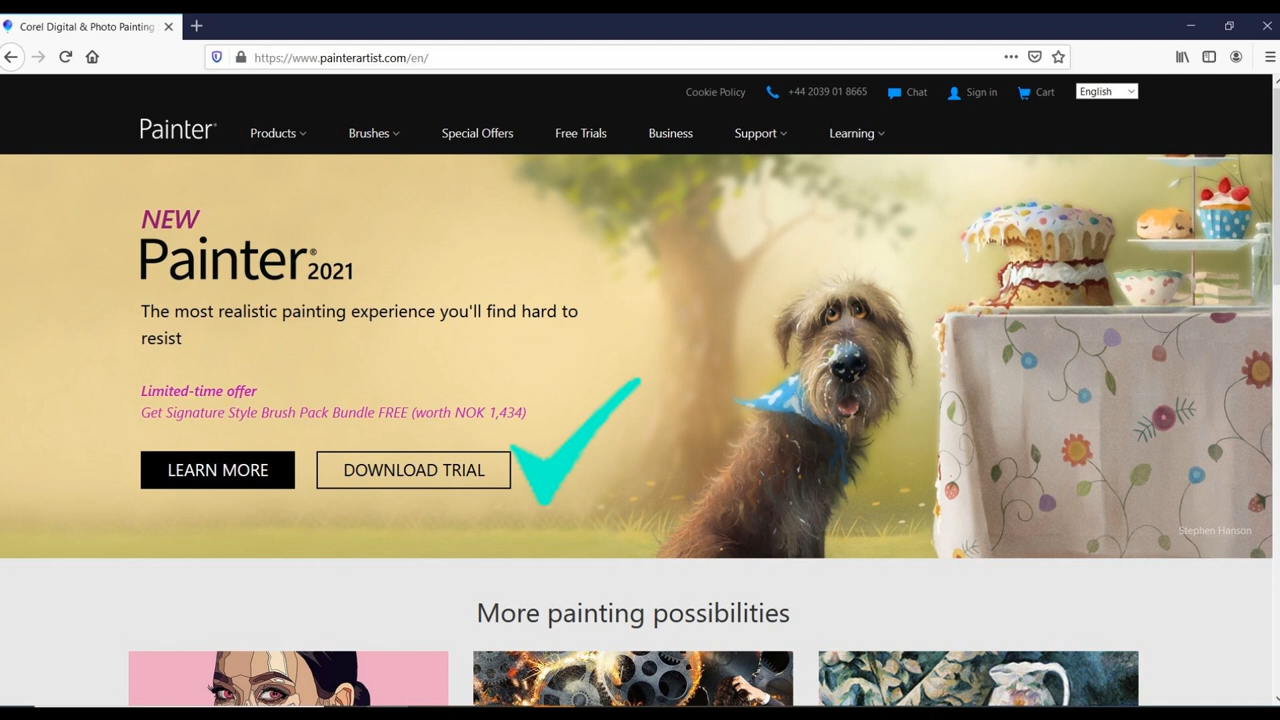 Corel Digital & Photo Painting
https://www.painterartist.com/en/
Cookie Policy +44 2039 01 8665 Chat Sign in Cart English
Painter® Products Brushes Special Offers Free Trials Business Support Learning
NEW
Painter® 2021
The most realistic painting experience you'll find hard to
resist
Limited-time offer
Get Signature Style Brush Pack Bundle FREE (worth NOK 1,434)
LEARN MORE DOWNLOAD TRIAL
Stephen Hanson
More painting possibilities